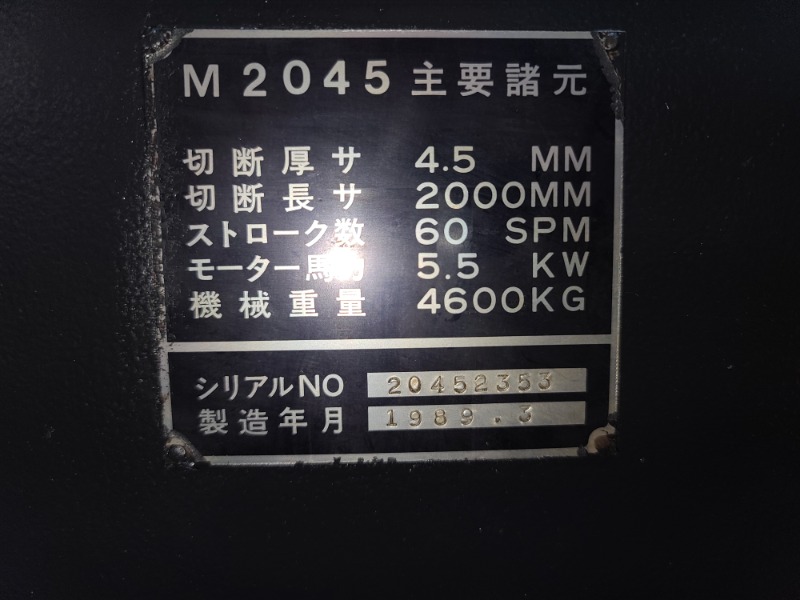 M2045 主要諸元
切断厚サ 4.5 MM
切断長サ 2000MM
ストローク数 60 SPM
モーター馬力 5.5 KW
機械重量 4600KG
シリアルNO 20452353
製造年月 1989.3